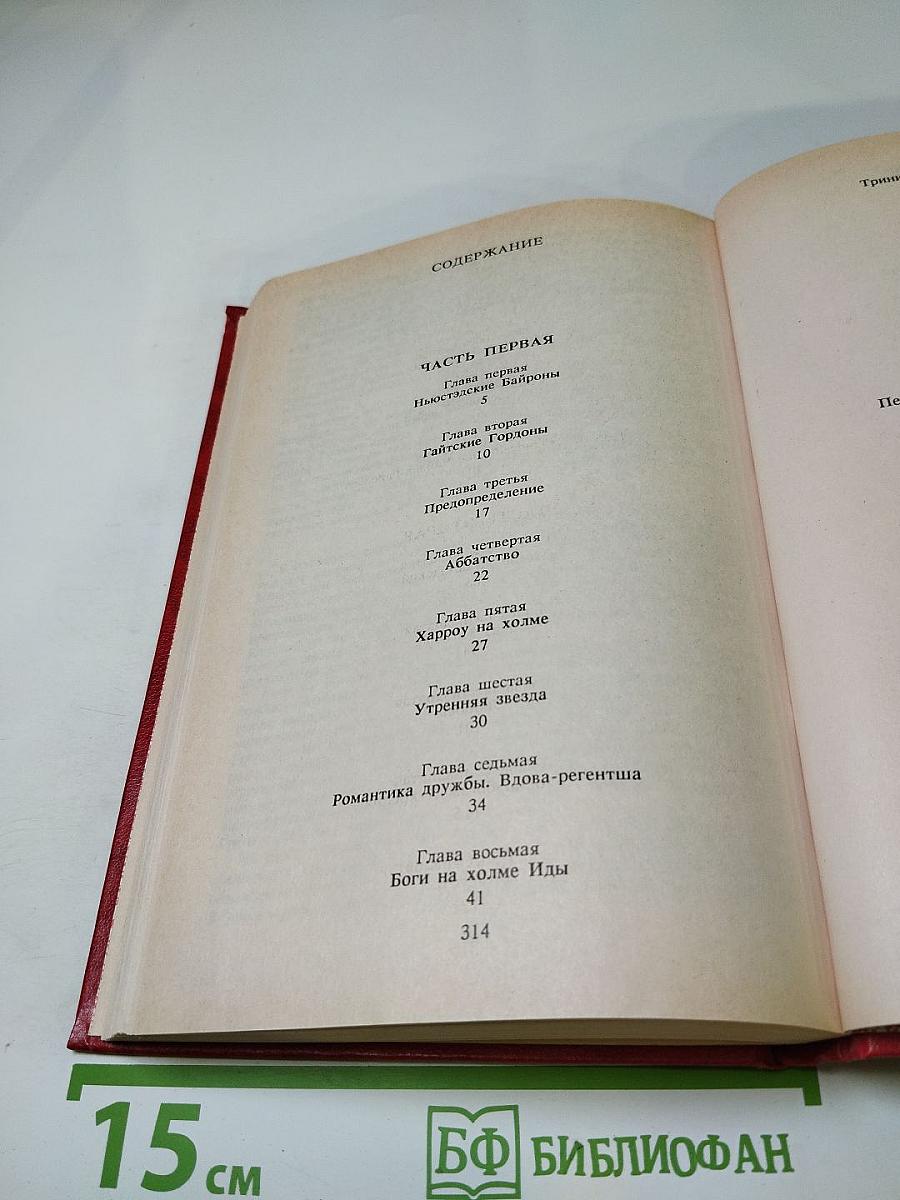 СОДЕРЖАНИЕ
ЧАСТЬ ПЕРВАЯ
Глава первая
Ньюстэдские Байроны
5
Глава вторая
Гайтские Гордоны
10
Глава третья
Предопределение
17
Глава четвертая
Аббатство
22
Глава пятая
Харроу на холме
27
Глава шестая
Утренняя звезда
30
Глава седьмая
Романтика дружбы. Вдова-регентша
34
Глава восьмая
Боги на холме Иды
41
314
15 см
БФ БИБЛИОФАН